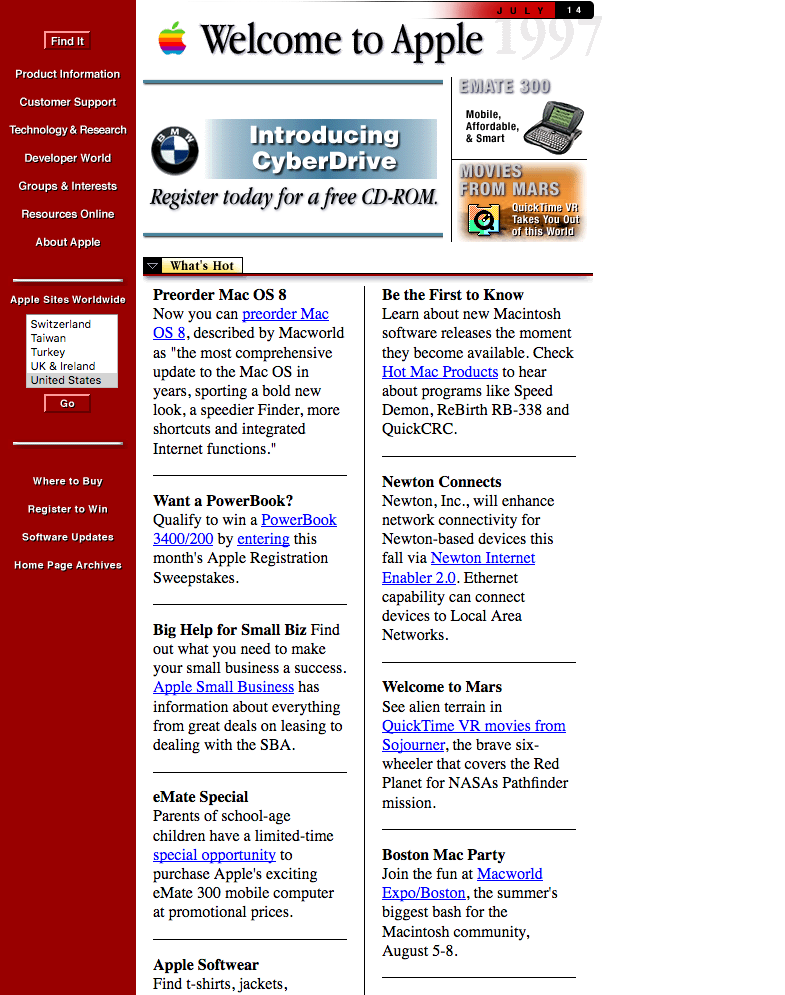 Find It
Product Information
Customer Support
Technology & Research
Developer World
Groups & Interests
Resources Online
About Apple
Apple Sites Worldwide
Switzerland
Taiwan
Turkey
UK & Ireland
United States
Go
Where to Buy
Register to Win
Software Updates
Home Page Archives
JULY 14
1997
Welcome to Apple
BMW
Introducing
CyberDrive
Register today for a free CD-ROM.
EMATE 300
Mobile,
Affordable,
& Smart
MOVIES
FROM MARS
QuickTime VR
Takes You Out
of this World
What's Hot
Preorder Mac OS 8
Now you can preorder Mac
OS 8, described by Macworld
as "the most comprehensive
update to the Mac OS in
years, sporting a bold new
look, a speedier Finder, more
shortcuts and integrated
Internet functions."
Want a PowerBook?
Qualify to win a PowerBook
3400/200 by entering this
month's Apple Registration
Sweepstakes.
Big Help for Small Biz Find
out what you need to make
your small business a success.
Apple Small Business has
information about everything
from great deals on leasing to
dealing with the SBA.
eMate Special
Parents of school-age
children have a limited-time
special opportunity to
purchase Apple's exciting
eMate 300 mobile computer
at promotional prices.
Apple Softwear
Find t-shirts, jackets,
Be the First to Know
Learn about new Macintosh
software releases the moment
they become available. Check
Hot Mac Products to hear
about programs like Speed
Demon, ReBirth RB-338 and
QuickCRC.
Newton Connects
Newton, Inc., will enhance
network connectivity for
Newton-based devices this
fall via Newton Internet
Enabler 2.0. Ethernet
capability can connect
devices to Local Area
Networks.
Welcome to Mars
See alien terrain in
QuickTime VR movies from
Sojourner, the brave six-
wheeler that covers the Red
Planet for NASAs Pathfinder
mission.
Boston Mac Party
Join the fun at Macworld
Expo/Boston, the summer's
biggest bash for the
Macintosh community,
August 5-8.